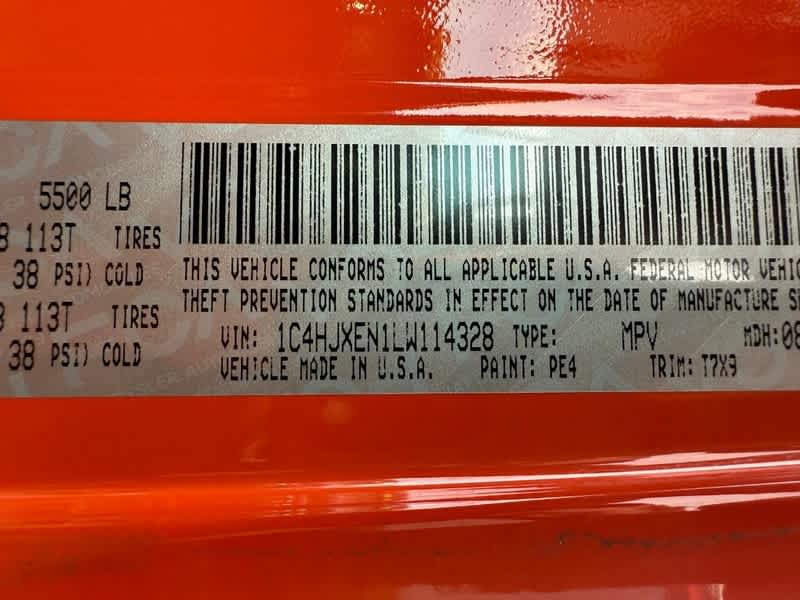 5500 LB
113T TIRES
38 PSI) COLD
113T TIRES
38 PSI) COLD
THIS VEHICLE CONFORMS TO ALL APPLICABLE U.S.A. FEDERAL MOTOR VEHIC
THEFT PREVENTION STANDARDS IN EFFECT ON THE DATE OF MANUFACTURE S
VIN: 1C4HJXEN1LW114328 TYPE: MPV MDH: 08
VEHICLE MADE IN U.S.A. PAINT: PE4 TRIM: T7X9